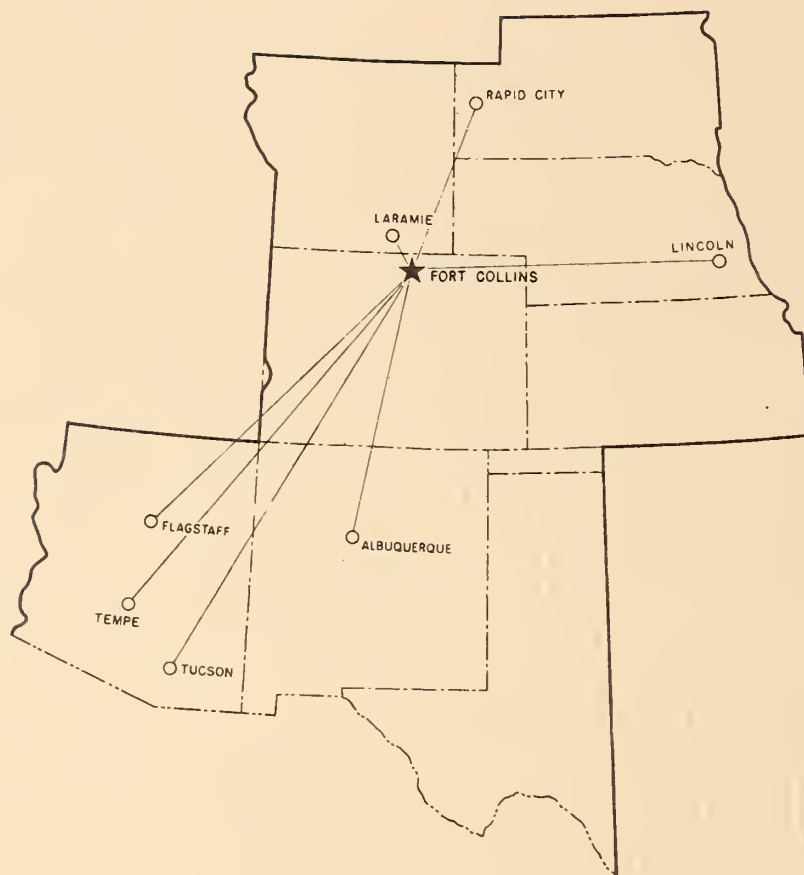 RAPID CITY
LARAMIE
LINCOLN
FORT COLLINS
FLAGSTAFF
ALBUQUERQUE
TEMPE
TUCSON